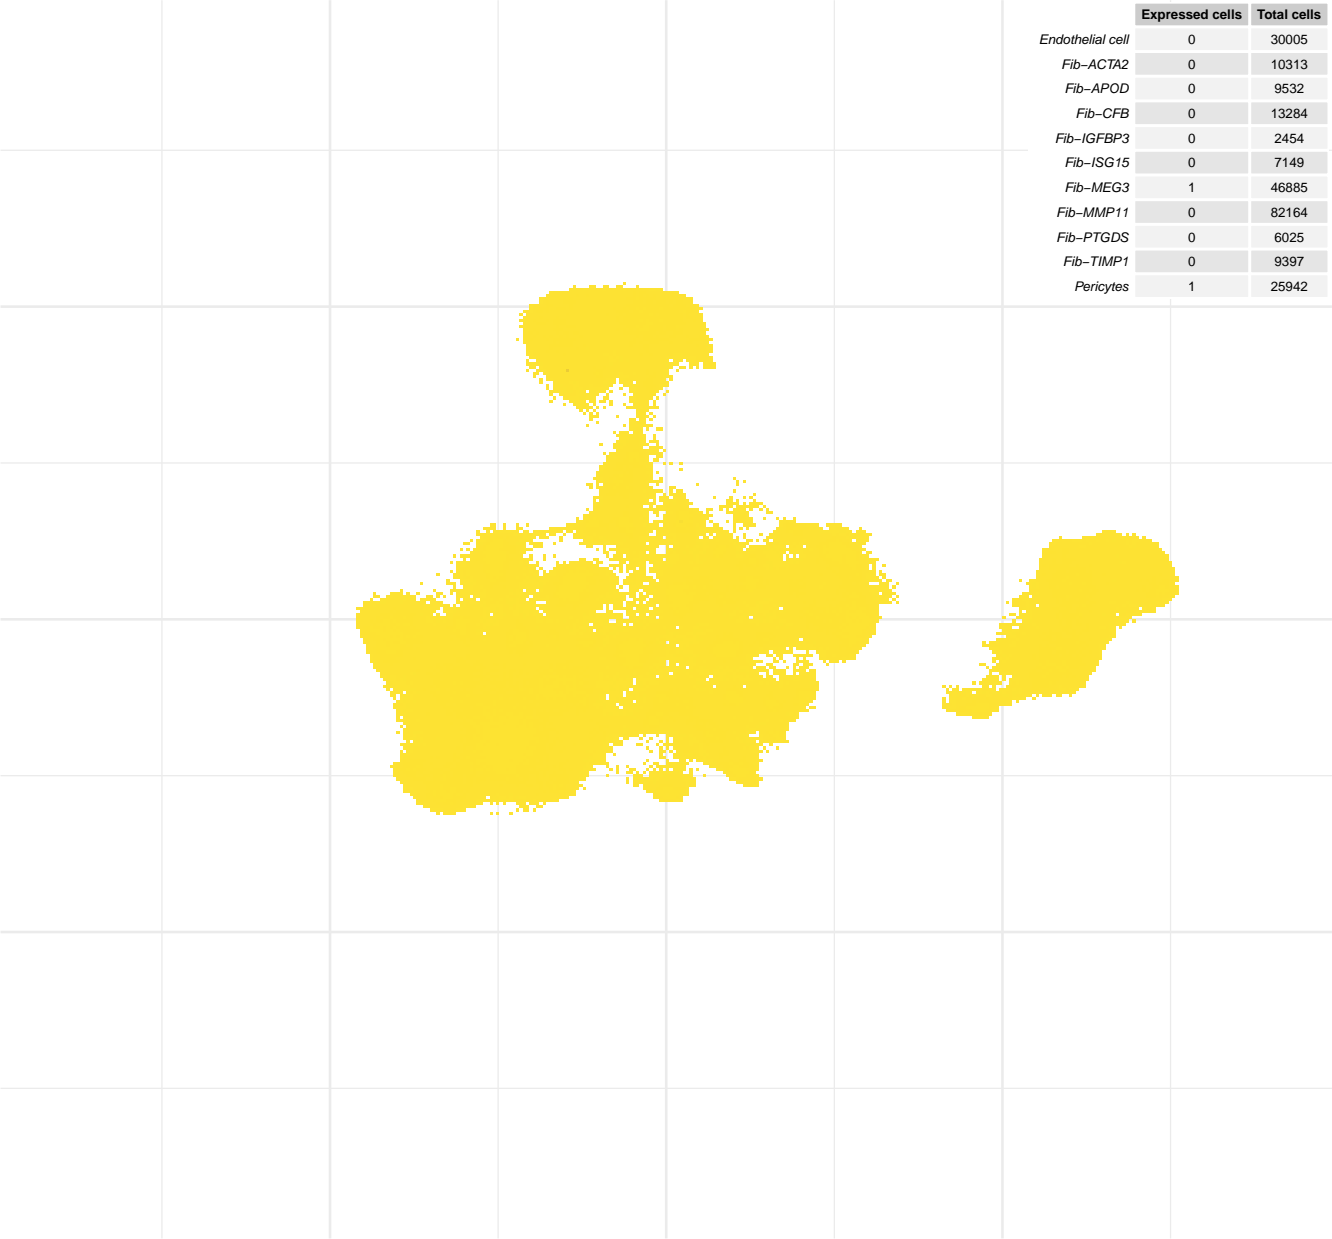 Expressed cells Total cells
Endothelial cell 0 30005
Fib−ACTA2 0 10313
Fib−APOD 0 9532
Fib−CFB 0 13284
Fib−IGFBP3 0 2454
Fib−ISG15 0 7149
Fib−MEG3 1 46885
Fib−MMP11 0 82164
Fib−PTGDS 0 6025
Fib−TIMP1 0 9397
Pericytes 1 25942